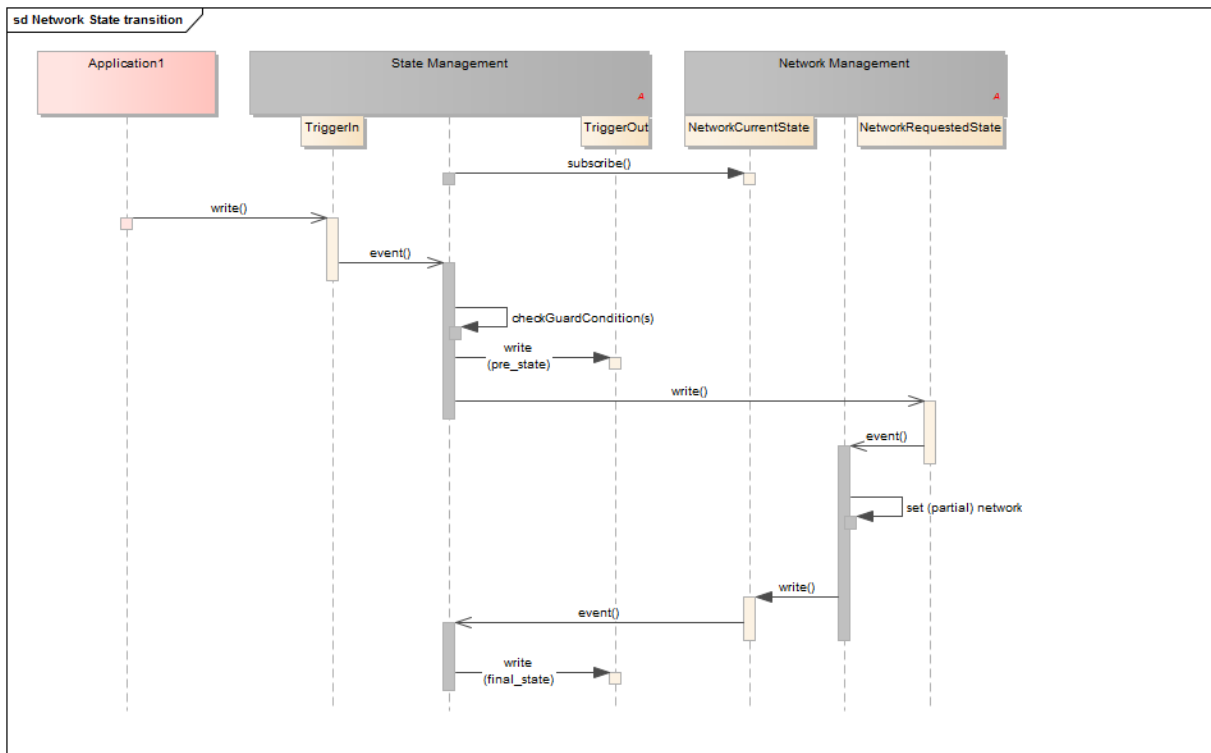 sd Network State transition
Application1
State Management
Network Management
A
A
TriggerIn
TriggerOut
NetworkCurrentState
NetworkRequestedState
subscribe()
write()
event()
checkGuardCondition(s)
write
(pre_state)
write()
event()
set (partial) network
write()
event()
write
(final_state)